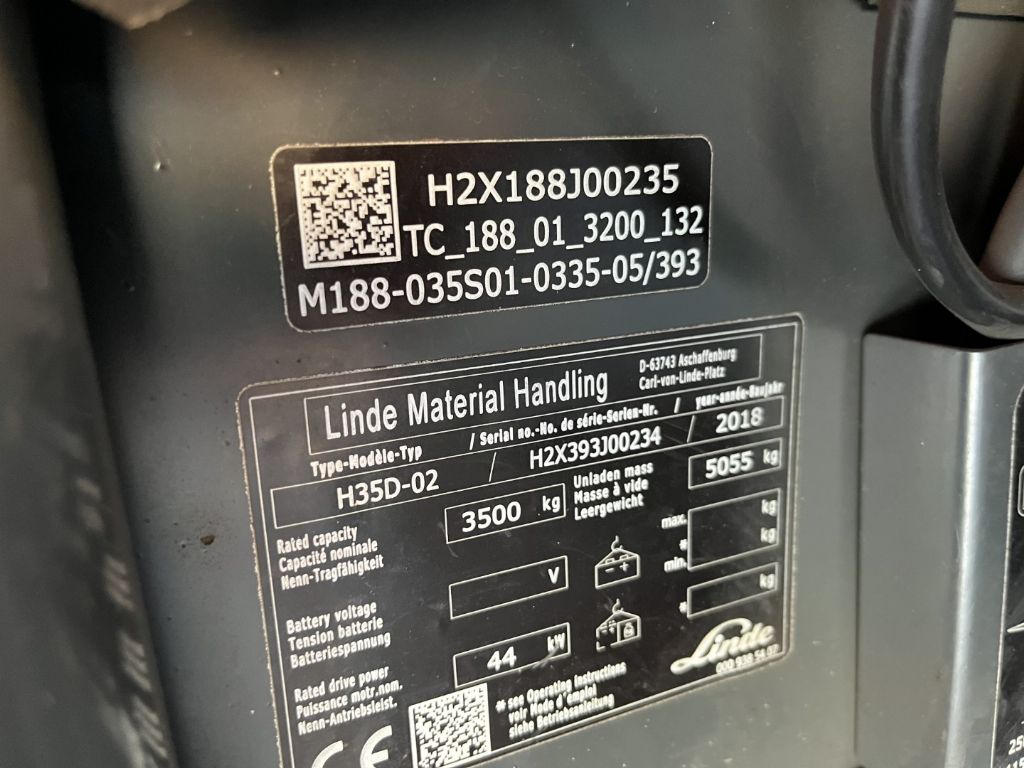 H2X188J00235
TC_188_01_3200_132
M188-035S01-0335-05/393
Linde Material Handling
D-63743 Aschaffenburg
Carl-von-Linde-Platz
Type-Modèle-Typ / Serial no.-No. de série-Serien-Nr. / year-année-Baujahr
H35D-02 / H2X393J00234 / 2018
Rated capacity
Capacité nominale
Nenn-Tragfähigkeit
3500 kg
Unladen mass
Masse à vide
Leergewicht
5055 kg
Battery voltage
Tension batterie
Batteriespannung
V
max. kg
*
min. kg
Rated drive power
Puissance motr.nom.
Nenn-Antriebsleist.
44 kW
* kg
Linde
000 938 54 07
* see Operating Instructions
voir Mode d'emploi
siehe Betriebsanleitung
CE